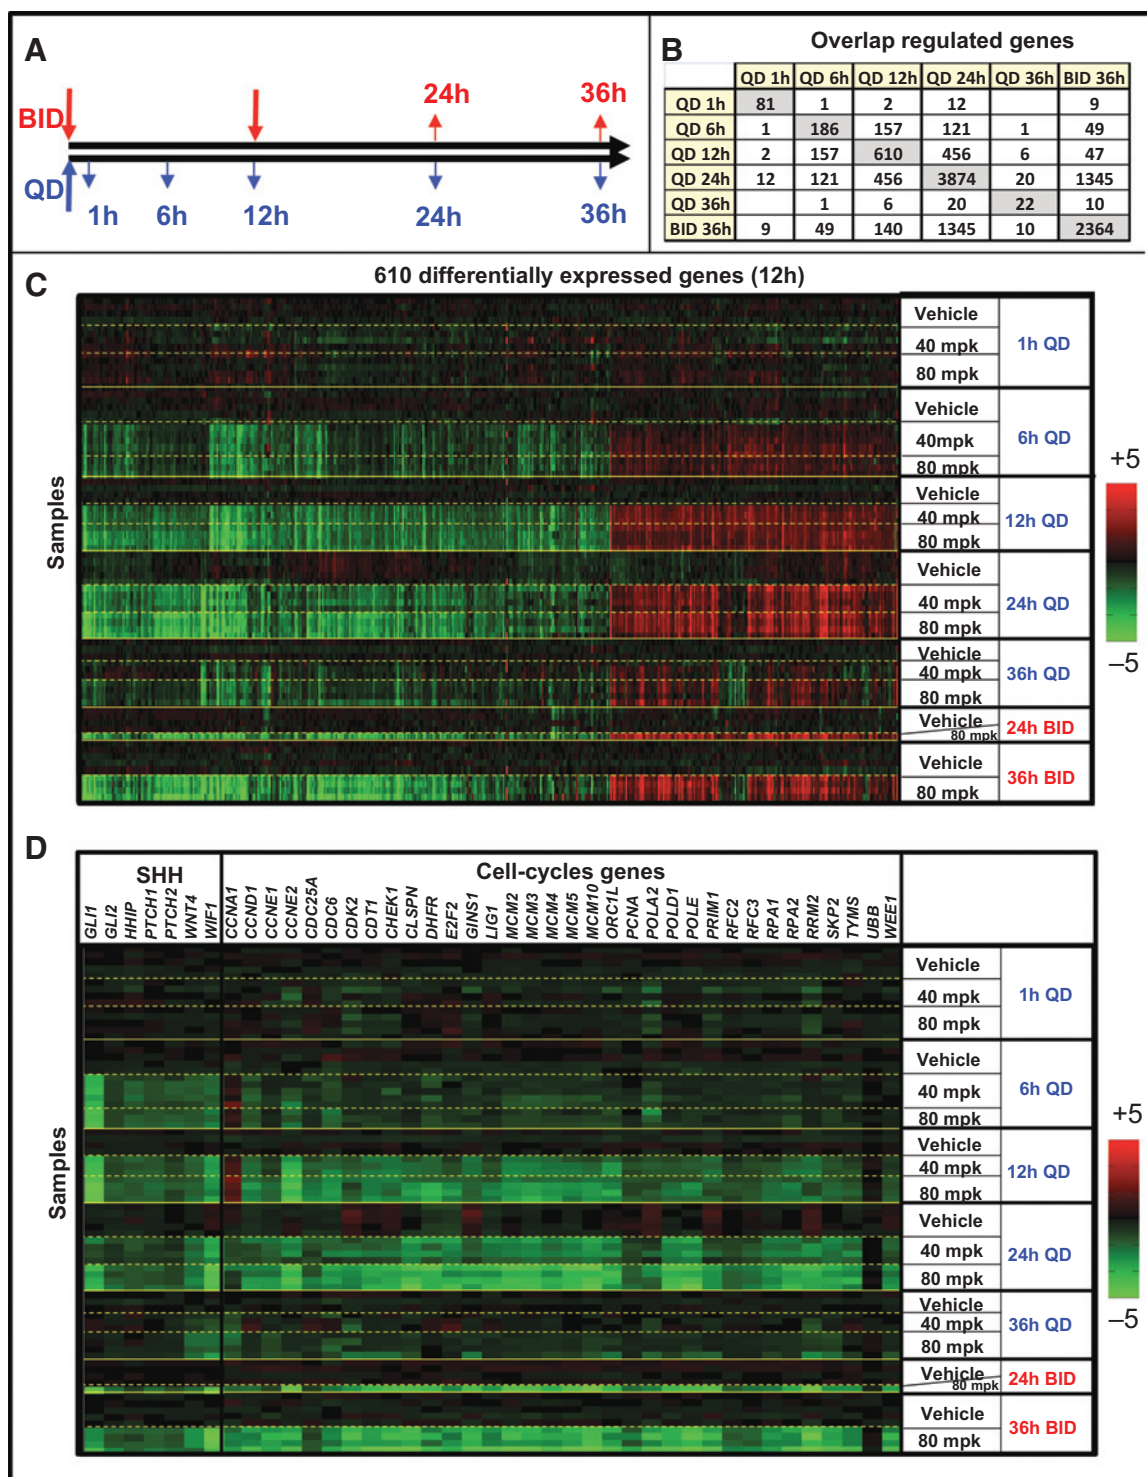 A
BID
24h
36h
QD
1h
6h
12h
24h
36h
B
Overlap regulated genes
QD 1h QD 6h QD 12h QD 24h QD 36h BID 36h
QD 1h 81 1 2 12 9
QD 6h 1 186 157 121 1 49
QD 12h 2 157 610 456 6 47
QD 24h 12 121 456 3874 20 1345
QD 36h 1 6 20 22 10
BID 36h 9 49 140 1345 10 2364
C
610 differentially expressed genes (12h)
Samples
Vehicle
40 mpk
80 mpk
1h QD
Vehicle
40mpk
80 mpk
6h QD
Vehicle
40 mpk
80 mpk
12h QD
Vehicle
40 mpk
80 mpk
24h QD
Vehicle
40 mpk
80 mpk
36h QD
Vehicle
80 mpk
24h BID
Vehicle
80 mpk
36h BID
+5
–5
D
SHH
Cell-cycles genes
GLI1 GLI2 HHIP PTCH1 PTCH2 WNT4 WIF1 CCNA1 CCND1 CCNE1 CCNE2 CDC25A CDC6 CDK2 CDT1 CHEK1 CLSPN DHFR E2F2 GINS1 LIG1 MCM2 MCM3 MCM4 MCM5 MCM10 ORC1L PCNA POLA2 POLD1 POLE PRIM1 RFC2 RFC3 RPA1 RPA2 RRM2 SKP2 TYMS UBB WEE1
Samples
Vehicle
40 mpk
80 mpk
1h QD
Vehicle
40 mpk
80 mpk
6h QD
Vehicle
40 mpk
80 mpk
12h QD
Vehicle
40 mpk
80 mpk
24h QD
Vehicle
40 mpk
80 mpk
36h QD
Vehicle
80 mpk
24h BID
Vehicle
80 mpk
36h BID
+5
–5